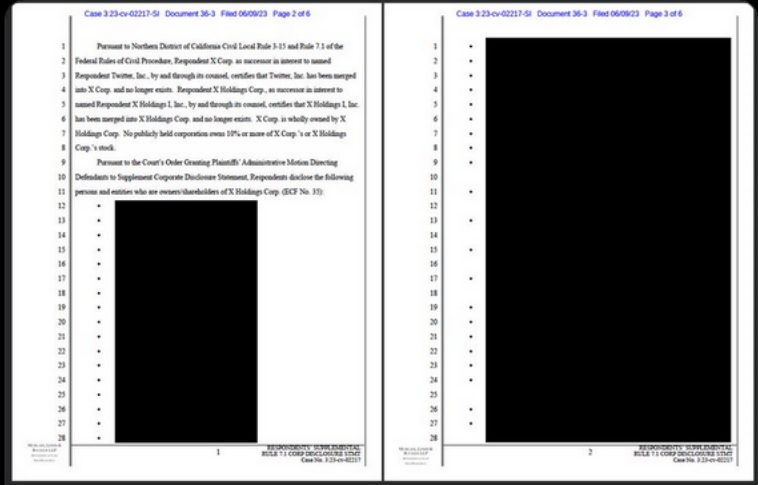 Case 3:23-cv-02217-SI Document 36-3 Filed 06/09/23 Page 2 of 6
1 Pursuant to Northern District of California Civil Local Rule 3-15 and Rule 7.1 of the
2 Federal Rules of Civil Procedure, Respondent X Corp. as successor in interest to named
3 Respondent Twitter, Inc., by and through its counsel, certifies that Twitter, Inc. has been merged
4 into X Corp. and no longer exists. Respondent X Holdings Corp., as successor in interest to
5 named Respondent X Holdings I, Inc., by and through its counsel, certifies that X Holdings I, Inc.
6 has been merged into X Holdings Corp. and no longer exists. X Corp. is wholly owned by X
7 Holdings Corp. No publicly held corporation owns 10% or more of X Corp.'s or X Holdings
8 Corp.'s stock.
9 Pursuant to the Court's Order Granting Plaintiffs' Administrative Motion Directing
10 Defendants to Supplement Corporate Disclosure Statement, Respondents disclose the following
11 persons and entities who are owners/shareholders of X Holdings Corp. (ECF No. 35):
12 •
13 •
14 •
15 •
16 •
17 •
18 •
19 •
20 •
21 •
22 •
23 •
24 •
25 •
26 •
27 •
28 •
1
RESPONDENTS' SUPPLEMENTAL
RULE 7.1 CORP DISCLOSURE STMT
Case No. 3:23-cv-02217
Case 3:23-cv-02217-SI Document 36-3 Filed 06/09/23 Page 3 of 6
1 •
2 •
3 •
4 •
5 •
6 •
7 •
8 •
9 •
10
11 •
12
13 •
14
15 •
16
17 •
18
19 •
20 •
21 •
22 •
23 •
24 •
25
26 •
27 •
28
2
RESPONDENTS' SUPPLEMENTAL
RULE 7.1 CORP DISCLOSURE STMT
Case No. 3:23-cv-02217